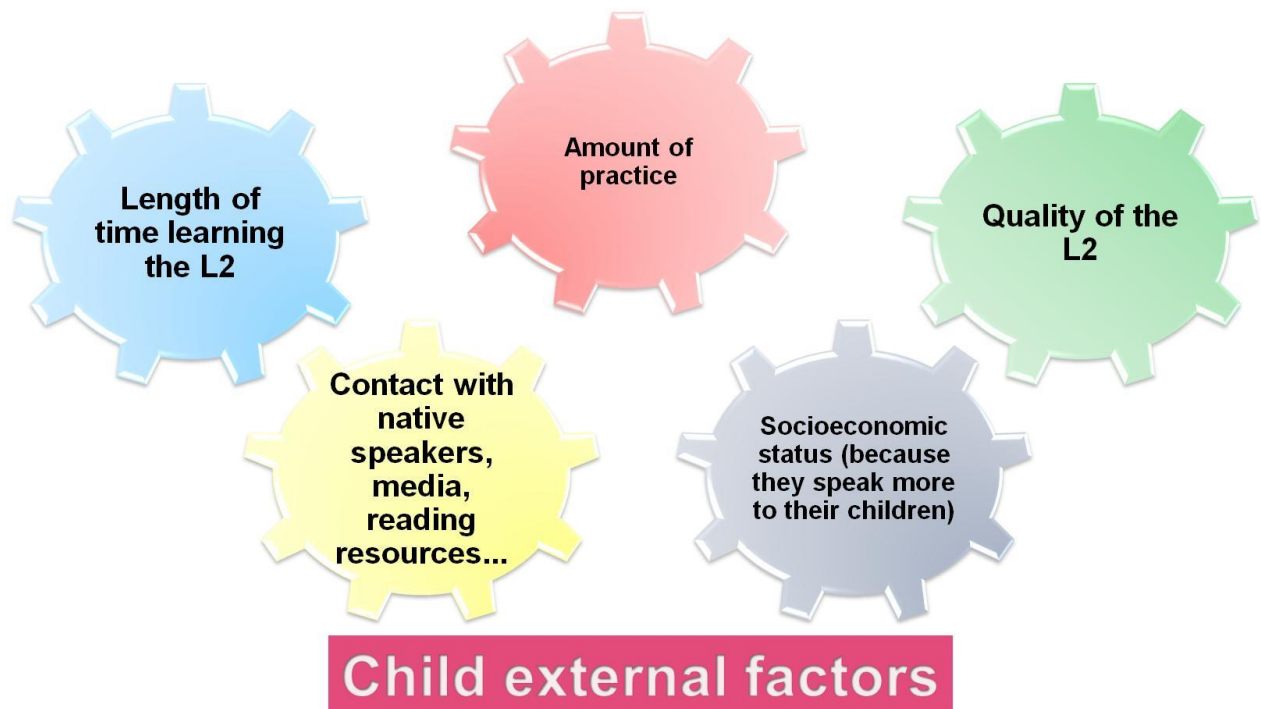 Length of
time learning
the L2
Amount of
practice
Quality of the
L2
Contact with
native
speakers,
media,
reading
resources...
Socioeconomic
status (because
they speak more
to their children)
Child external factors